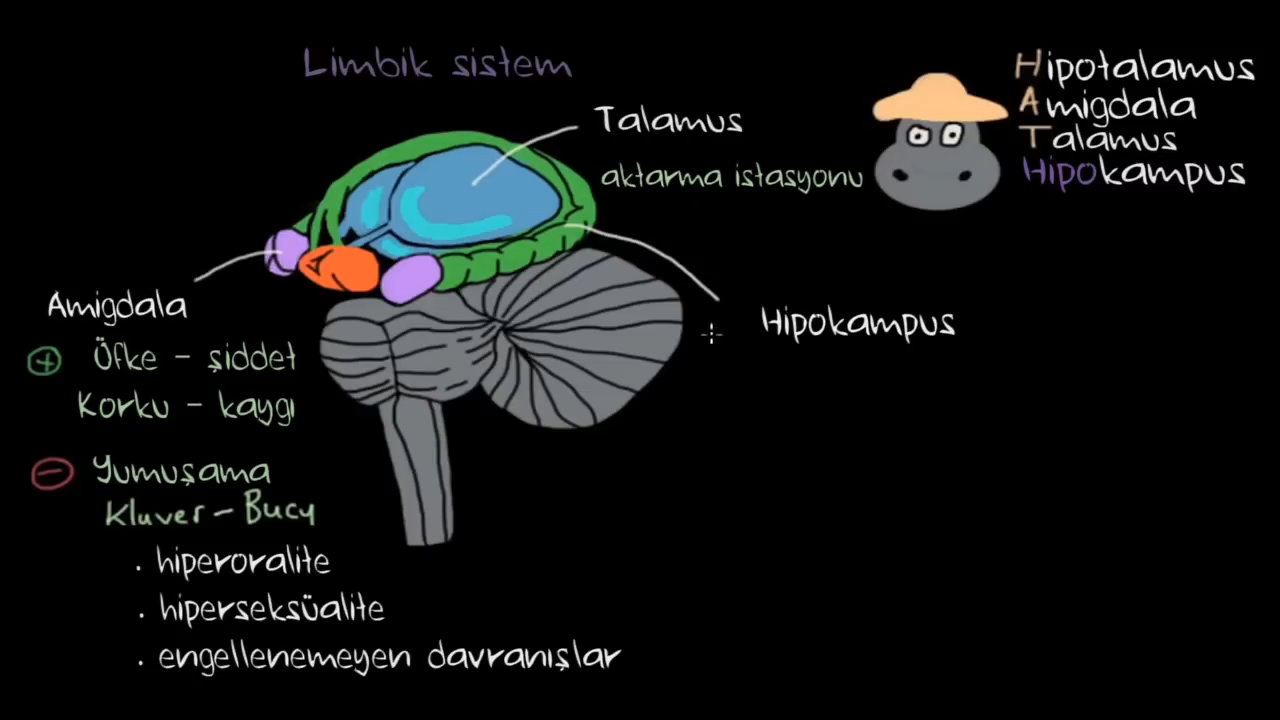 Limbik sistem
Hipotalamus
Amigdala
Talamus
Hipokampus
Talamus
aktarma istasyonu
Hipokampus
Amigdala
+ Üfke - şiddet
Korku - kaygı
- Yumuşama
Kluver - Bucy
. hiperoralite
. hiperseksüalite
. engellenemeyen davranışlar